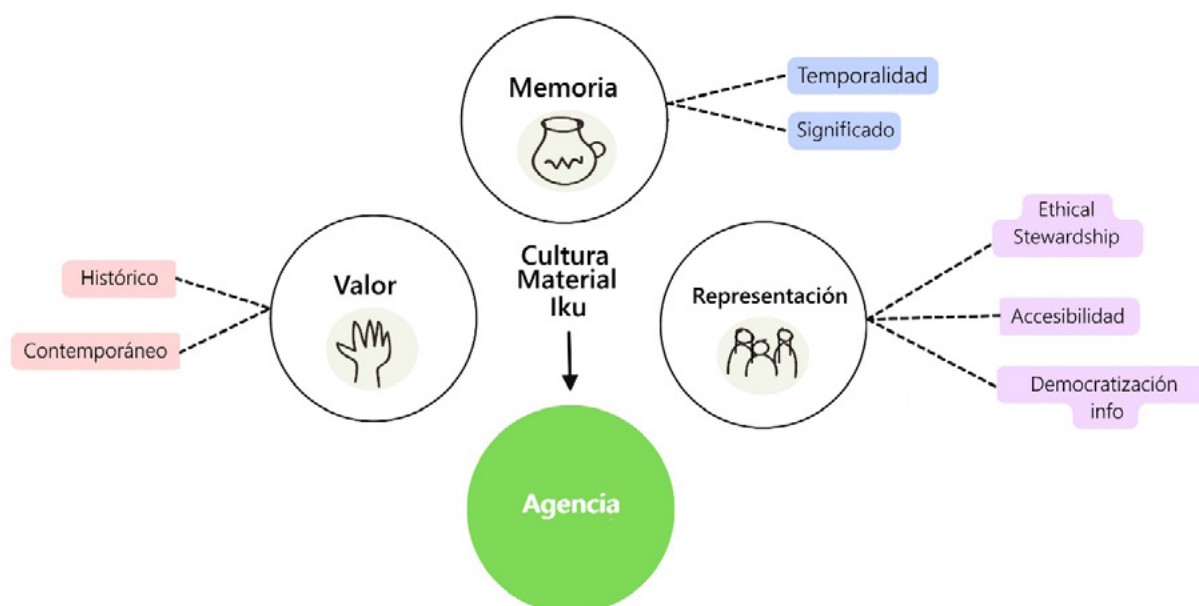 Memoria
Temporalidad
Significado
Valor
Histórico
Contemporáneo
Cultura
Material
Iku
Representación
Ethical
Stewardship
Accesibilidad
Democratización
info
Agencia